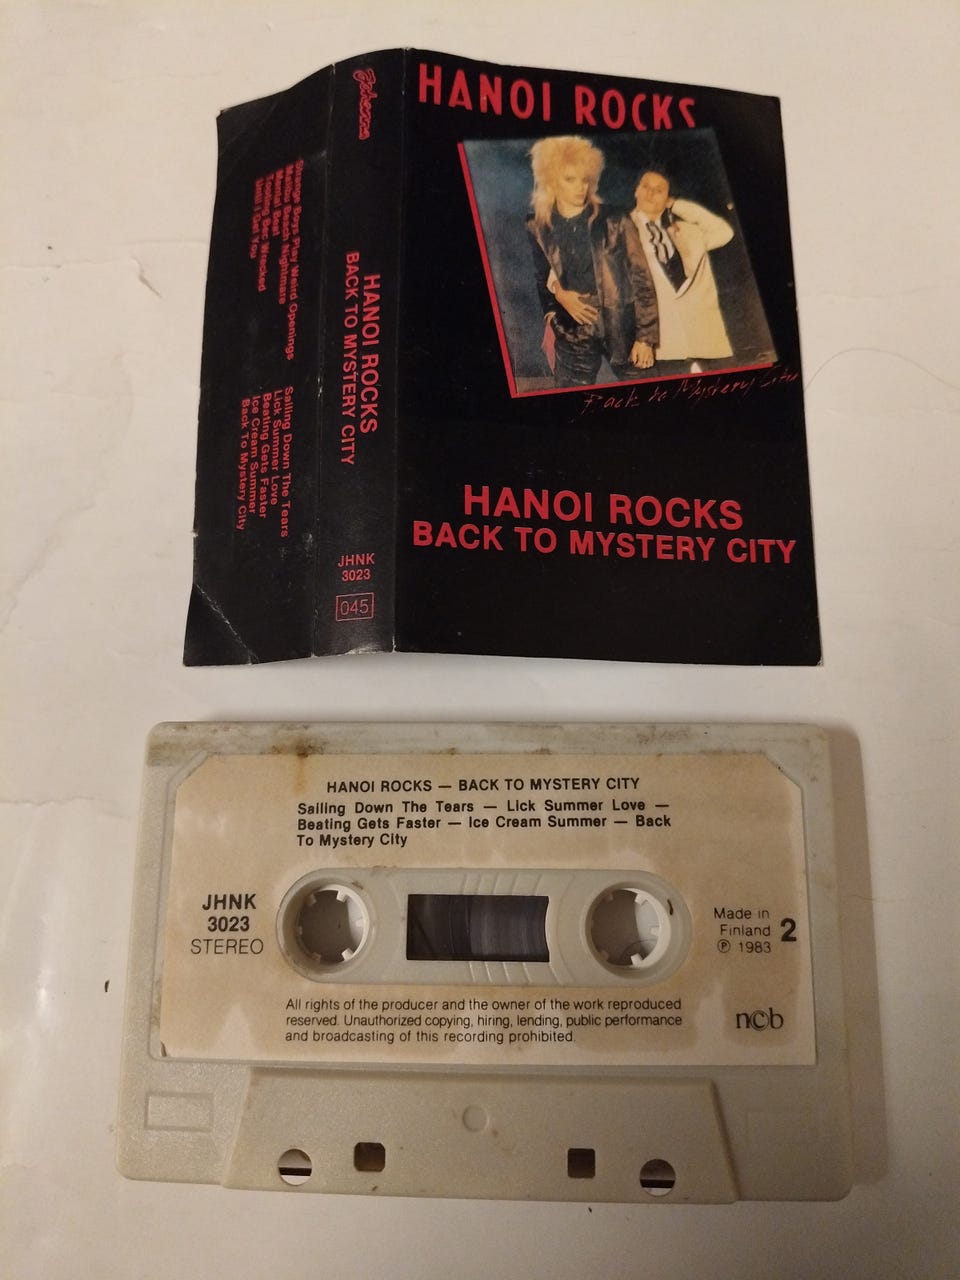 HANOI ROCKS
Back to Mystery City
HANOI ROCKS
BACK TO MYSTERY CITY
Johanna
HANOI ROCKS
BACK TO MYSTERY CITY
JHNK
3023
045
Strange Boys Play Weird Openings
Malibu Beach Nightmare
Mental Beat
Tooting Bec Wrecked
Until I Get You
Sailing Down The Tears
Lick Summer Love
Beating Gets Faster
Ice Cream Summer
Back To Mystery City
HANOI ROCKS — BACK TO MYSTERY CITY
Sailing Down The Tears — Lick Summer Love —
Beating Gets Faster — Ice Cream Summer — Back
To Mystery City
JHNK
3023
STEREO
Made in
Finland
℗ 1983
2
All rights of the producer and the owner of the work reproduced
reserved. Unauthorized copying, hiring, lending, public performance
and broadcasting of this recording prohibited.
ncb